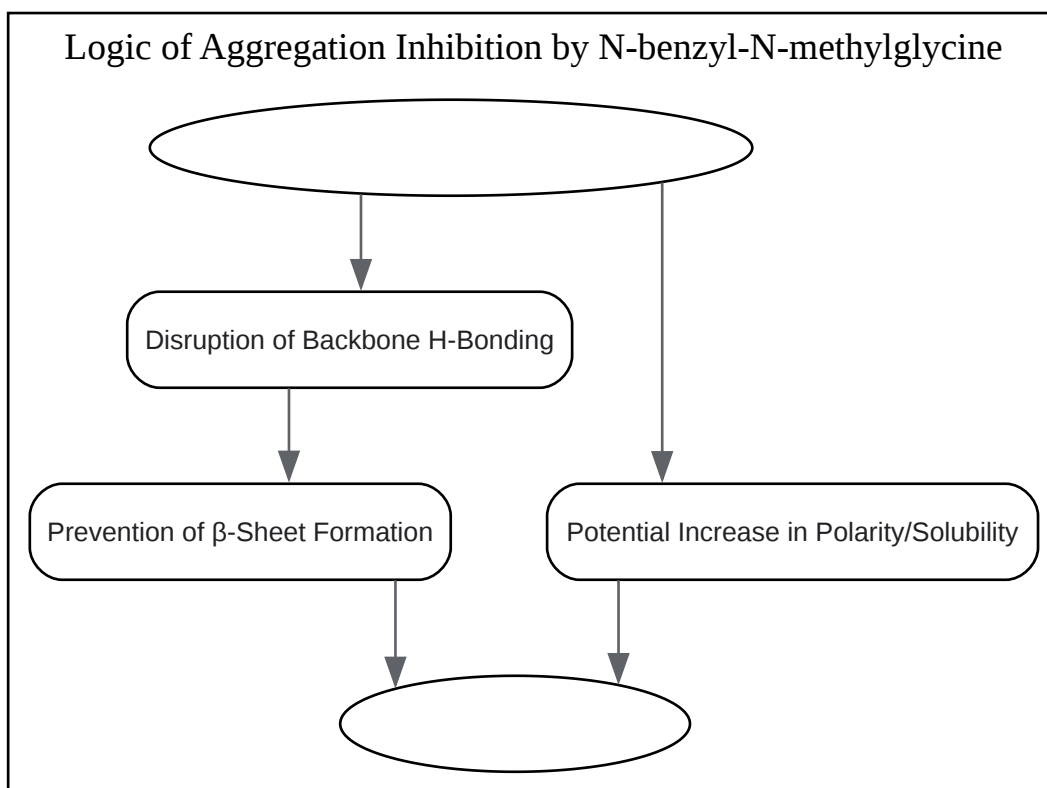 Logic of Aggregation Inhibition by N-benzyl-N-methylglycine
Disruption of Backbone H-Bonding
Prevention of β-Sheet Formation
Potential Increase in Polarity/Solubility